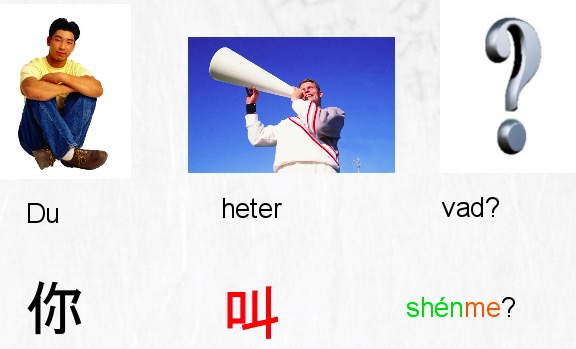 Du heter vad?
你 叫 shénme?